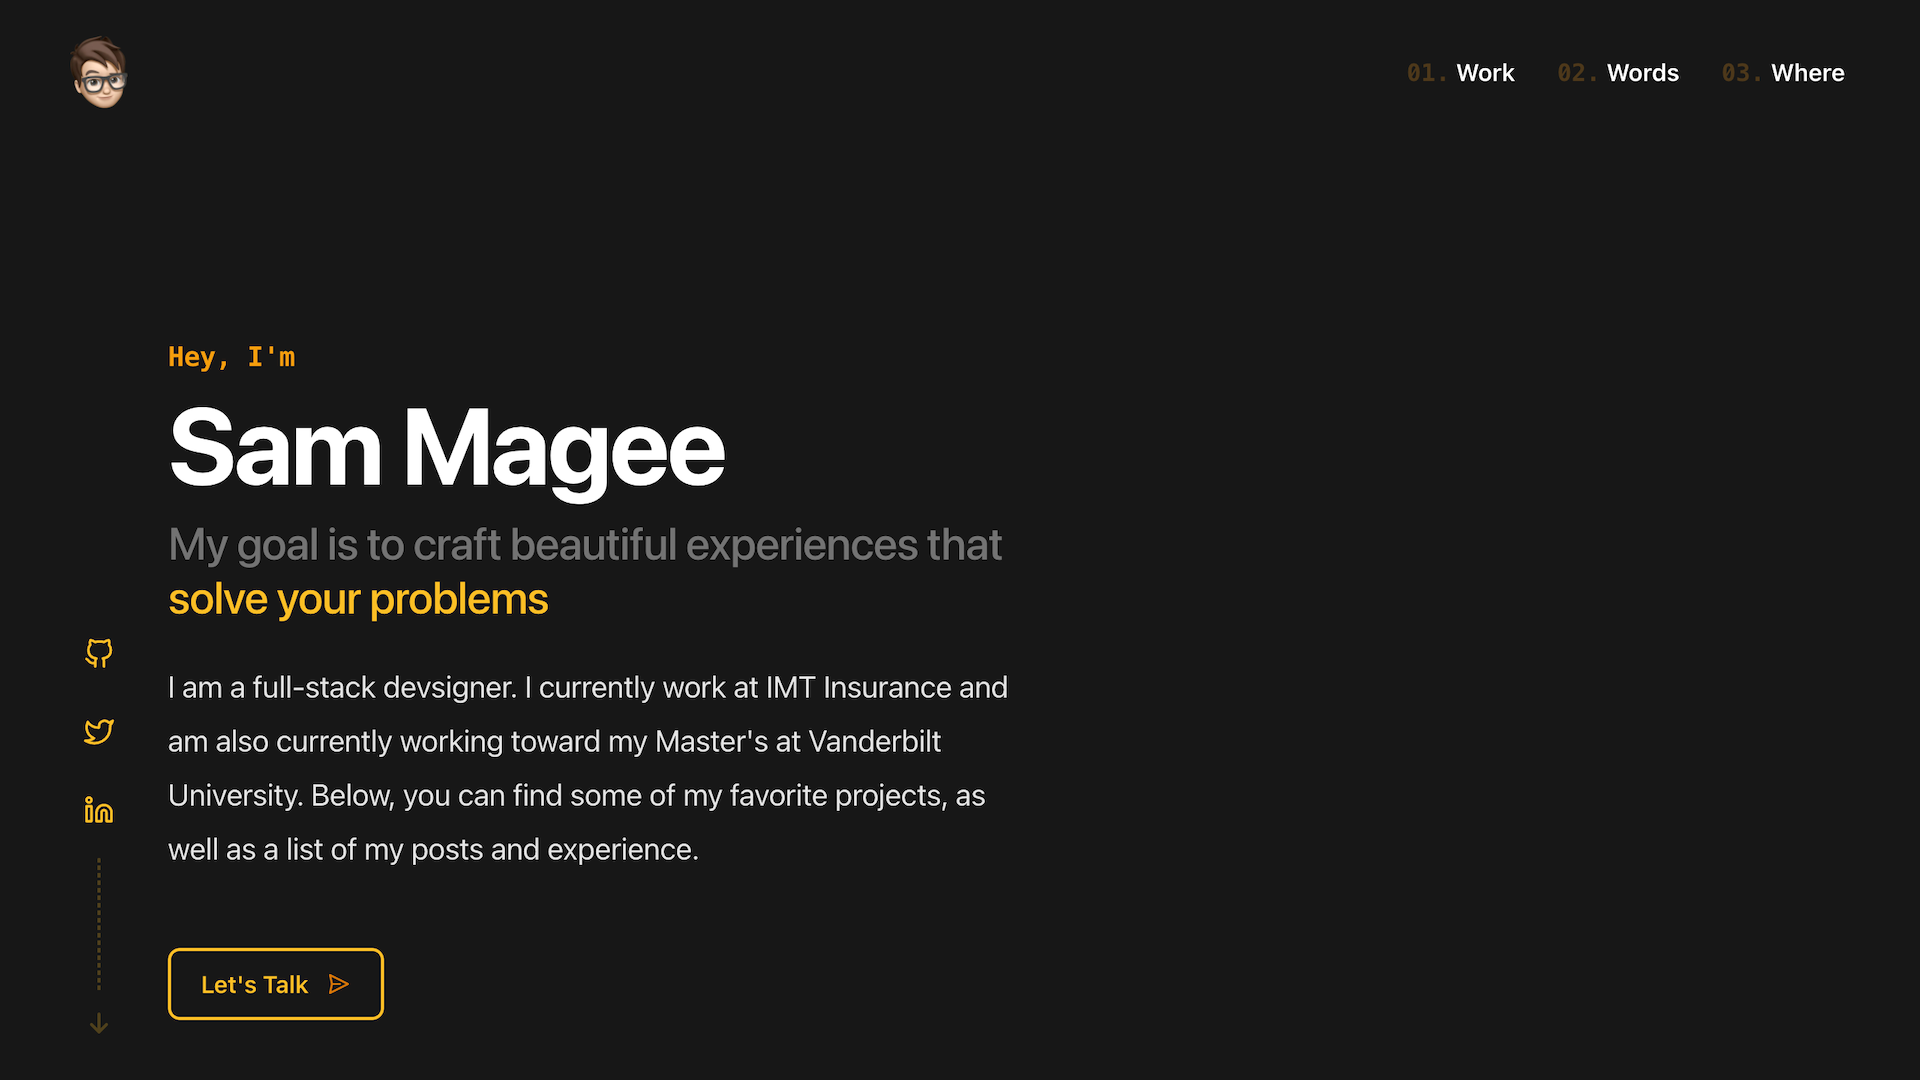 01. Work 02. Words 03. Where
Hey, I'm
Sam Magee
My goal is to craft beautiful experiences that
solve your problems
I am a full-stack devsigner. I currently work at IMT Insurance and
am also currently working toward my Master's at Vanderbilt
University. Below, you can find some of my favorite projects, as
well as a list of my posts and experience.
Let's Talk